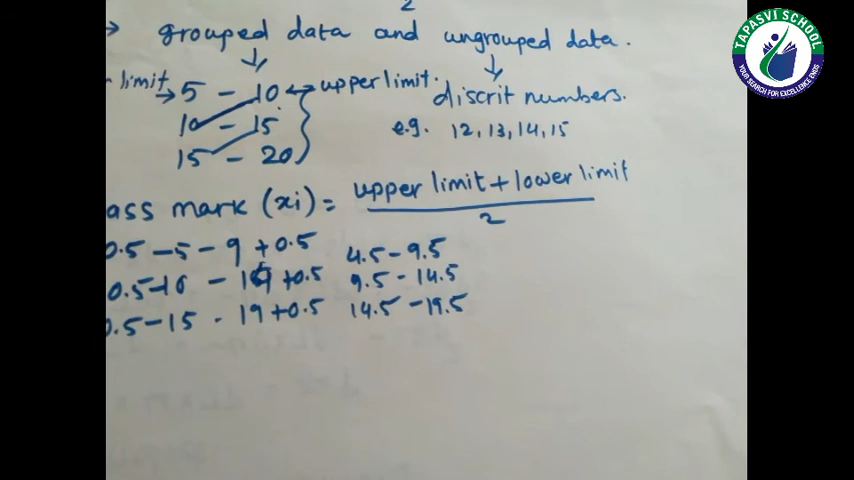 2
→ grouped data and ungrouped data.
↓ ↓
limit → 5 – 10 ← upper limit.
discrit numbers.
10 – 15
e.g. 12, 13, 14, 15
15 – 20
ass mark (xi) = upper limit + lower limit / 2
0.5 – 5 – 9 + 0.5 4.5 – 9.5
0.5 – 10 – 14 + 0.5 9.5 – 14.5
0.5 – 15 – 19 + 0.5 14.5 – 19.5
TAPASVI SCHOOL
YOUR SEARCH FOR EXCELLENCE ENDS